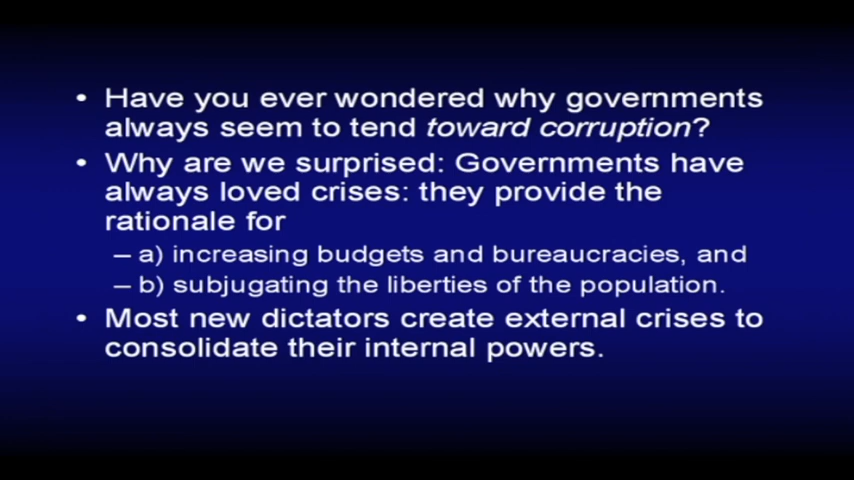 • Have you ever wondered why governments
always seem to tend toward corruption?
• Why are we surprised: Governments have
always loved crises: they provide the
rationale for
– a) increasing budgets and bureaucracies, and
– b) subjugating the liberties of the population.
• Most new dictators create external crises to
consolidate their internal powers.